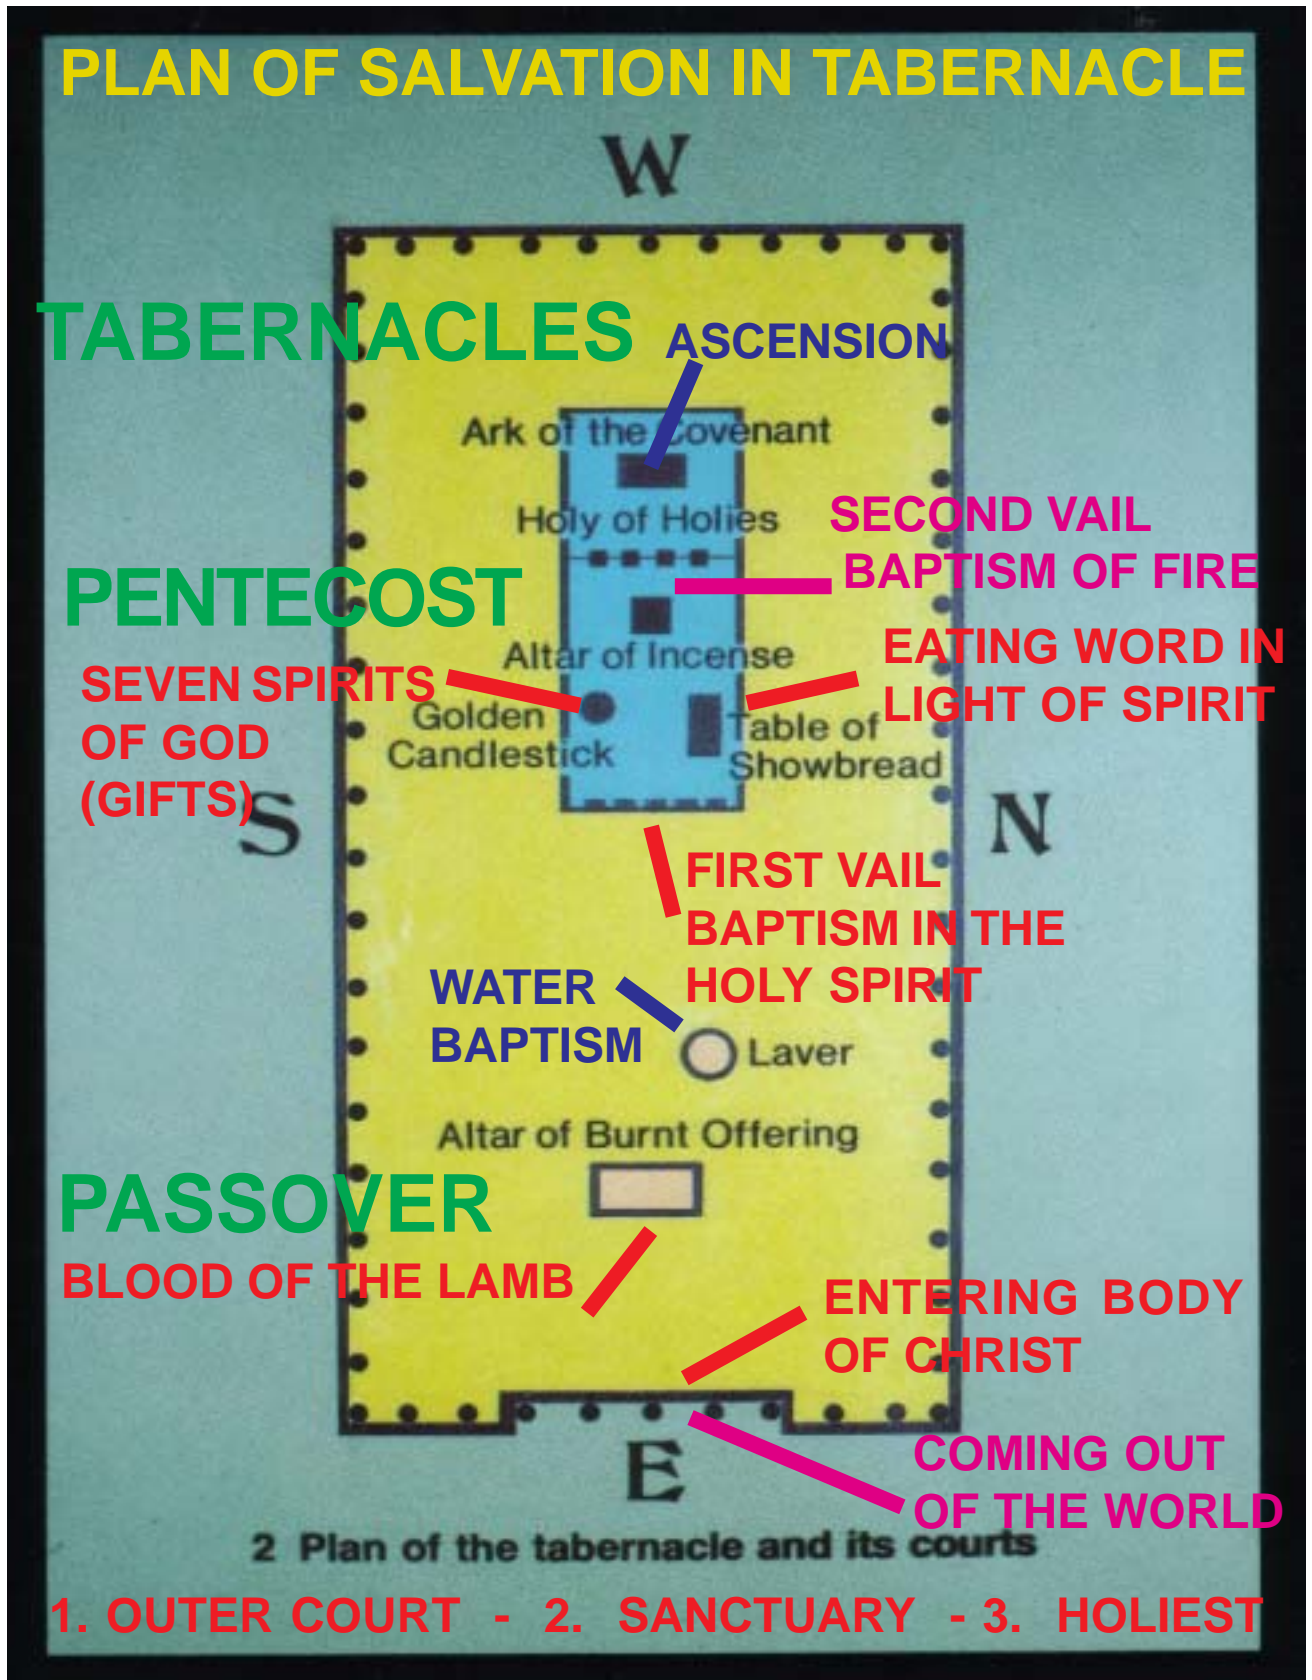 PLAN OF SALVATION IN TABERNACLE
W
TABERNACLES
ASCENSION
Ark of the Covenant
Holy of Holies
SECOND VAIL
BAPTISM OF FIRE
PENTECOST
Altar of Incense
EATING WORD IN
LIGHT OF SPIRIT
SEVEN SPIRITS
OF GOD
(GIFTS)
Golden
Candlestick
Table of
Showbread
S
N
FIRST VAIL
BAPTISM IN THE
HOLY SPIRIT
WATER
BAPTISM
Laver
Altar of Burnt Offering
PASSOVER
BLOOD OF THE LAMB
ENTERING BODY
OF CHRIST
E
COMING OUT
OF THE WORLD
2 Plan of the tabernacle and its courts
1. OUTER COURT - 2. SANCTUARY - 3. HOLIEST